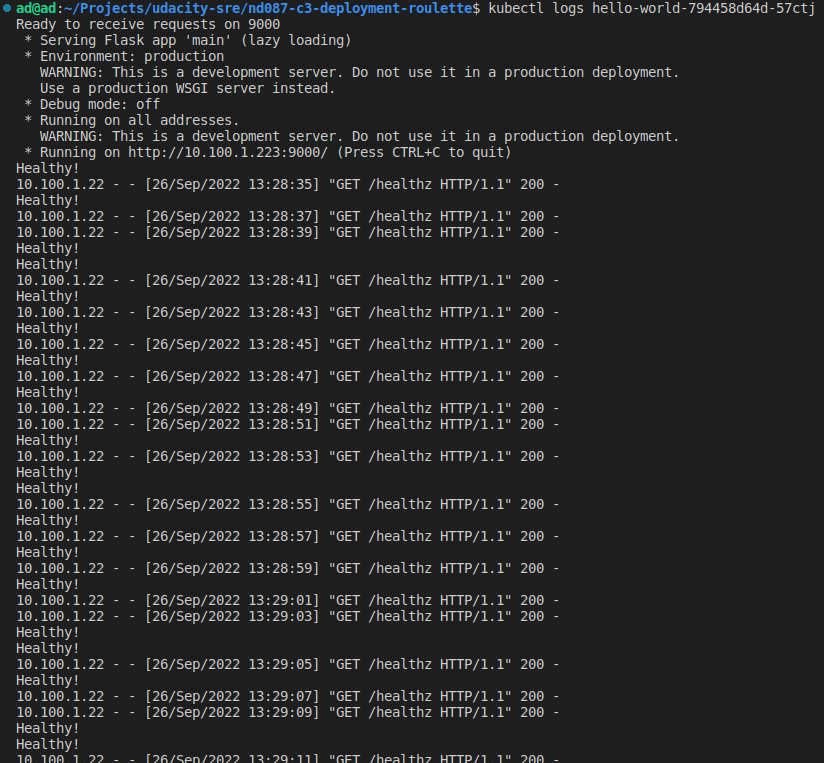 ad@ad:~/Projects/udacity-sre/nd087-c3-deployment-roulette$ kubectl logs hello-world-794458d64d-57ctj
Ready to receive requests on 9000
 * Serving Flask app 'main' (lazy loading)
 * Environment: production
   WARNING: This is a development server. Do not use it in a production deployment.
   Use a production WSGI server instead.
 * Debug mode: off
 * Running on all addresses.
   WARNING: This is a development server. Do not use it in a production deployment.
 * Running on http://10.100.1.223:9000/ (Press CTRL+C to quit)
Healthy!
10.100.1.22 - - [26/Sep/2022 13:28:35] "GET /healthz HTTP/1.1" 200 -
Healthy!
10.100.1.22 - - [26/Sep/2022 13:28:37] "GET /healthz HTTP/1.1" 200 -
10.100.1.22 - - [26/Sep/2022 13:28:39] "GET /healthz HTTP/1.1" 200 -
Healthy!
Healthy!
10.100.1.22 - - [26/Sep/2022 13:28:41] "GET /healthz HTTP/1.1" 200 -
Healthy!
10.100.1.22 - - [26/Sep/2022 13:28:43] "GET /healthz HTTP/1.1" 200 -
Healthy!
10.100.1.22 - - [26/Sep/2022 13:28:45] "GET /healthz HTTP/1.1" 200 -
Healthy!
10.100.1.22 - - [26/Sep/2022 13:28:47] "GET /healthz HTTP/1.1" 200 -
Healthy!
10.100.1.22 - - [26/Sep/2022 13:28:49] "GET /healthz HTTP/1.1" 200 -
10.100.1.22 - - [26/Sep/2022 13:28:51] "GET /healthz HTTP/1.1" 200 -
Healthy!
10.100.1.22 - - [26/Sep/2022 13:28:53] "GET /healthz HTTP/1.1" 200 -
Healthy!
Healthy!
10.100.1.22 - - [26/Sep/2022 13:28:55] "GET /healthz HTTP/1.1" 200 -
Healthy!
10.100.1.22 - - [26/Sep/2022 13:28:57] "GET /healthz HTTP/1.1" 200 -
Healthy!
10.100.1.22 - - [26/Sep/2022 13:28:59] "GET /healthz HTTP/1.1" 200 -
Healthy!
10.100.1.22 - - [26/Sep/2022 13:29:01] "GET /healthz HTTP/1.1" 200 -
10.100.1.22 - - [26/Sep/2022 13:29:03] "GET /healthz HTTP/1.1" 200 -
Healthy!
Healthy!
10.100.1.22 - - [26/Sep/2022 13:29:05] "GET /healthz HTTP/1.1" 200 -
Healthy!
10.100.1.22 - - [26/Sep/2022 13:29:07] "GET /healthz HTTP/1.1" 200 -
10.100.1.22 - - [26/Sep/2022 13:29:09] "GET /healthz HTTP/1.1" 200 -
Healthy!
Healthy!
10.100.1.22 - - [26/Sep/2022 13:29:11] "GET /healthz HTTP/1.1" 200 -